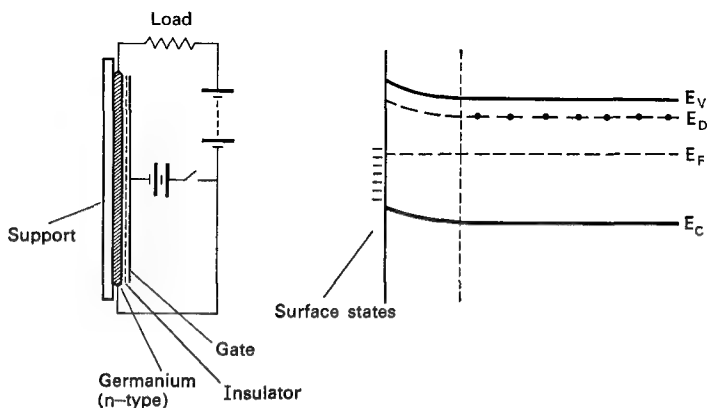 Load
Support
Germanium
(n-type)
Insulator
Gate
Surface states
E_V
E_D
E_F
E_C